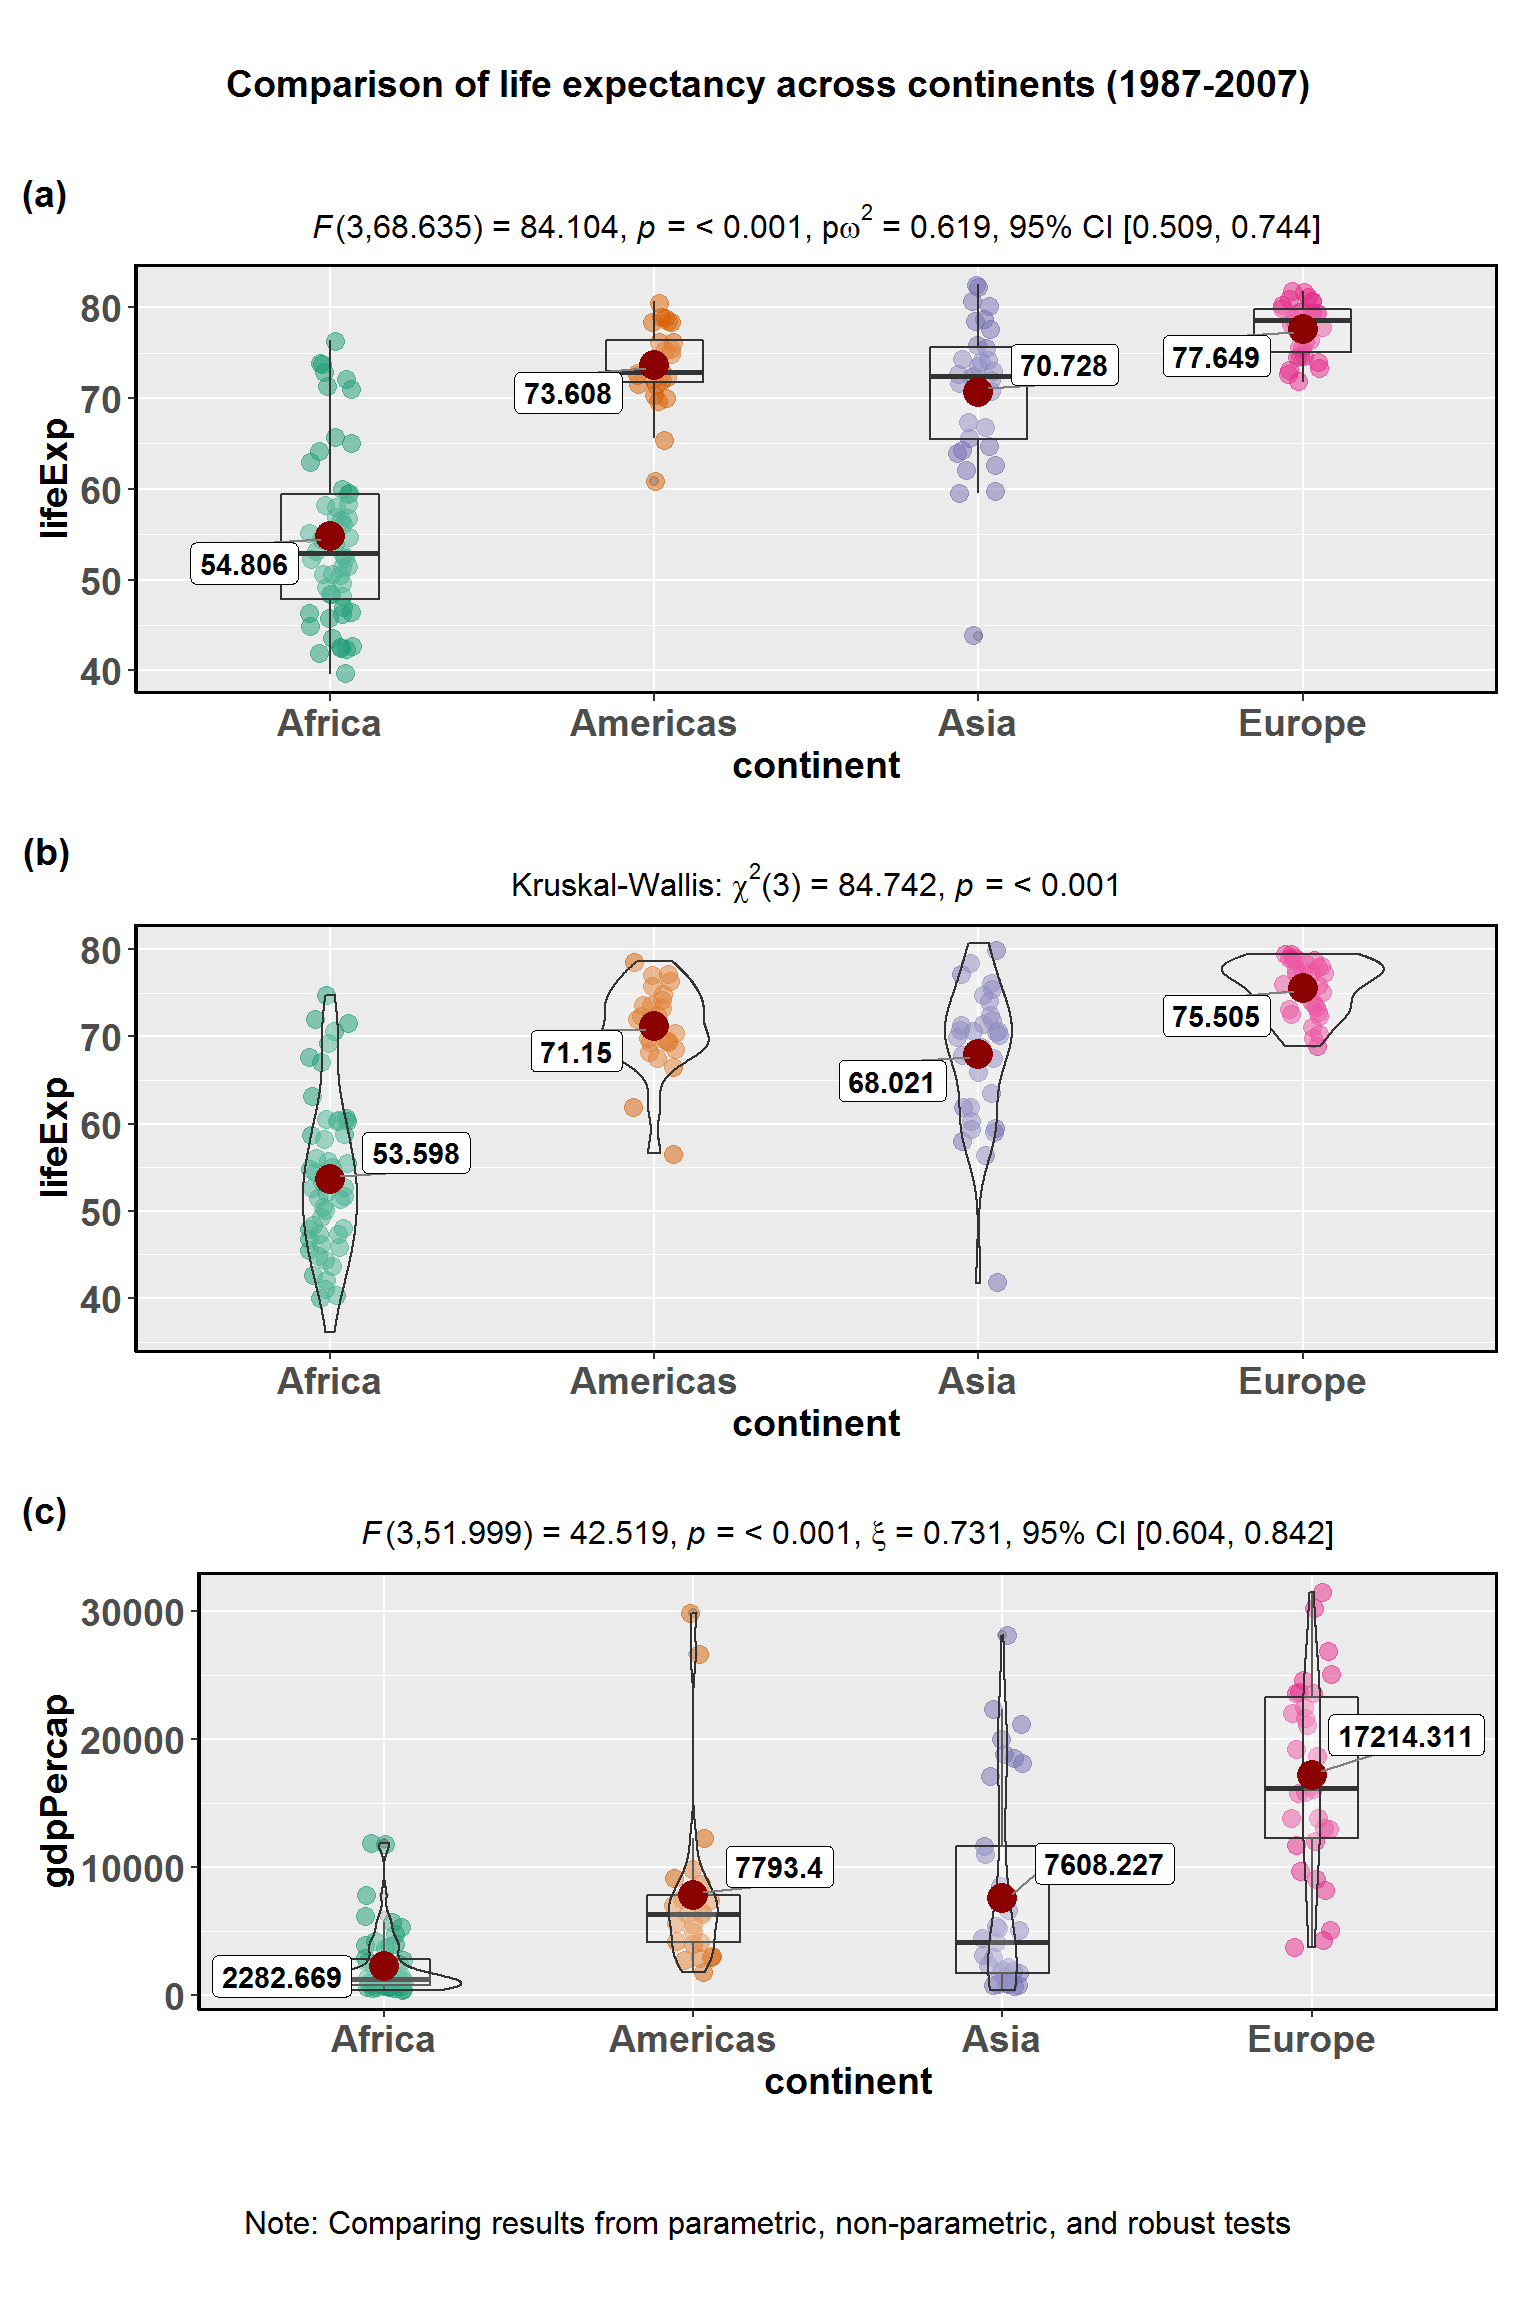 Comparison of life expectancy across continents (1987-2007)
(a)
F(3,68.635) = 84.104, p = < 0.001, pω² = 0.619, 95% CI [0.509, 0.744]
lifeExp
80
70
60
50
40
54.806
73.608
70.728
77.649
Africa Americas Asia Europe
continent
(b)
Kruskal-Wallis: χ²(3) = 84.742, p = < 0.001
lifeExp
80
70
60
50
40
53.598
71.15
68.021
75.505
Africa Americas Asia Europe
continent
(c)
F(3,51.999) = 42.519, p = < 0.001, ξ = 0.731, 95% CI [0.604, 0.842]
gdpPercap
30000
20000
10000
0
2282.669
7793.4
7608.227
17214.311
Africa Americas Asia Europe
continent
Note: Comparing results from parametric, non-parametric, and robust tests